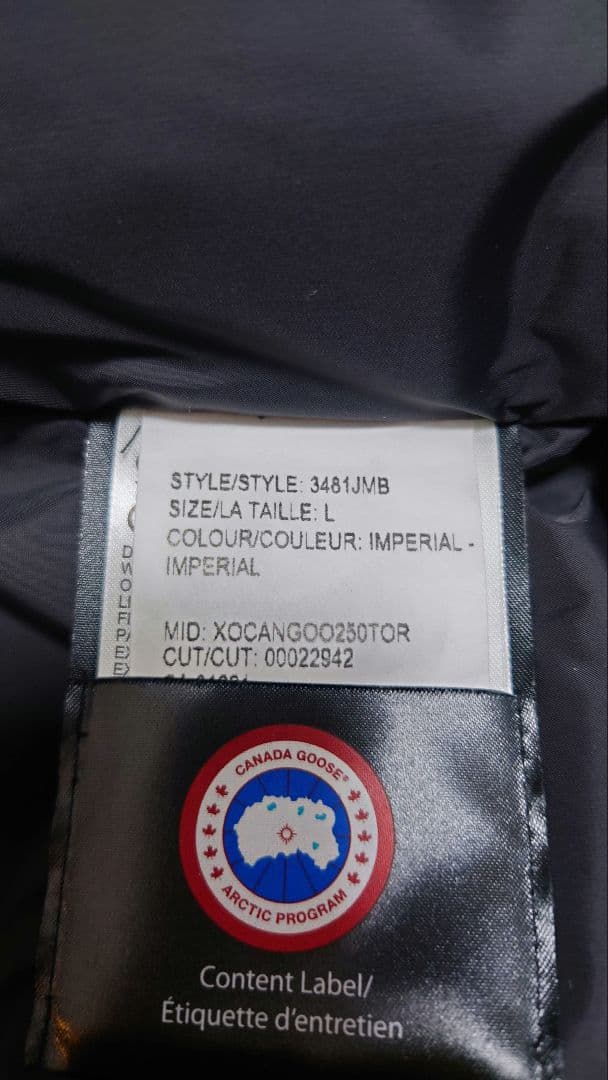 STYLE/STYLE: 3481JMB
SIZE/LA TAILLE: L
COLOUR/COULEUR: IMPERIAL -
IMPERIAL
MID: XOCANGOO250TOR
CUT/CUT: 00022942
CANADA GOOSE®
ARCTIC PROGRAM
Content Label/
Étiquette d'entretien